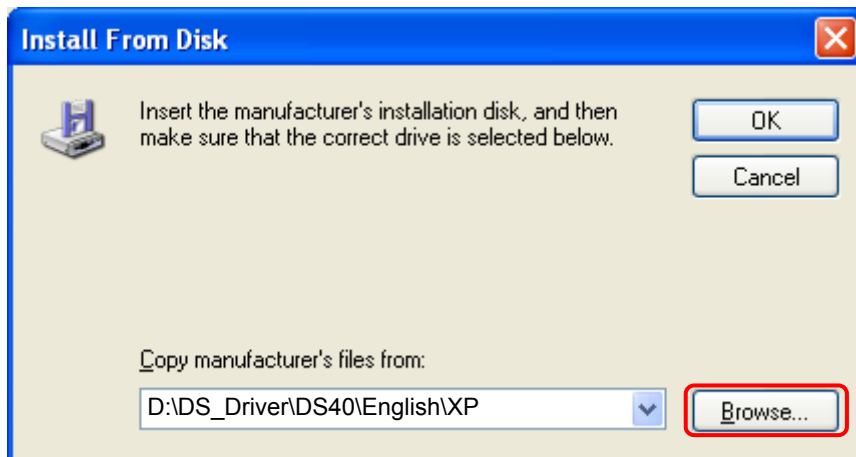 Install From Disk
Insert the manufacturer's installation disk, and then
make sure that the correct drive is selected below.
OK
Cancel
Copy manufacturer's files from:
D:\DS_Driver\DS40\English\XP
Browse...